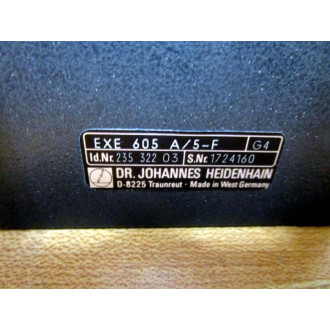 EXE 605 A/5-F G4
Id.Nr. 235 322 03 S.Nr. 1724160
DR. JOHANNES HEIDENHAIN
D-8225 Traunreut · Made in West Germany